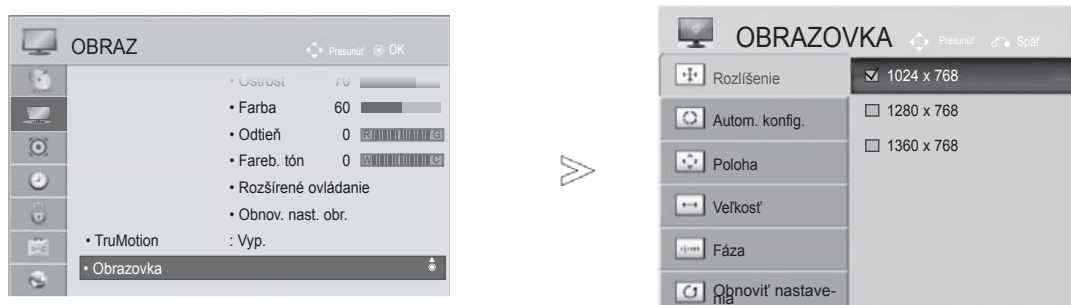 OBRAZ
Presunúť OK
• Ostrosť 70
• Farba 60
• Odtieň 0 R G
• Fareb. tón 0 W C
• Rozšírené ovládanie
• Obnov. nast. obr.
• TruMotion : Vyp.
• Obrazovka
OBRAZOVKA Presunúť Späť
Rozlíšenie
Autom. konfig.
Poloha
Veľkosť
Fáza
Obnoviť nastave-
nia
1024 x 768
1280 x 768
1360 x 768